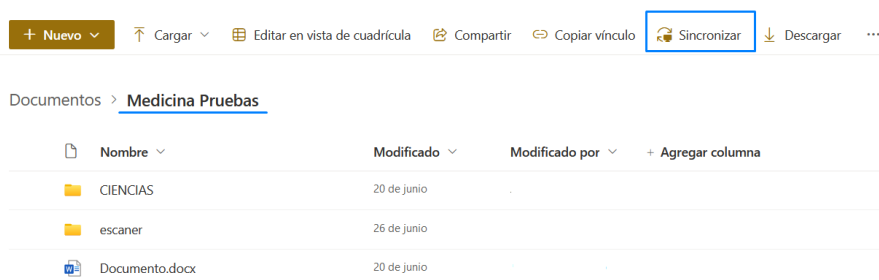 + Nuevo Cargar Editar en vista de cuadrícula Compartir Copiar vínculo Sincronizar Descargar ...
Documentos > Medicina Pruebas
Nombre Modificado Modificado por + Agregar columna
CIENCIAS 20 de junio
escaner 26 de junio
Documento.docx 20 de junio